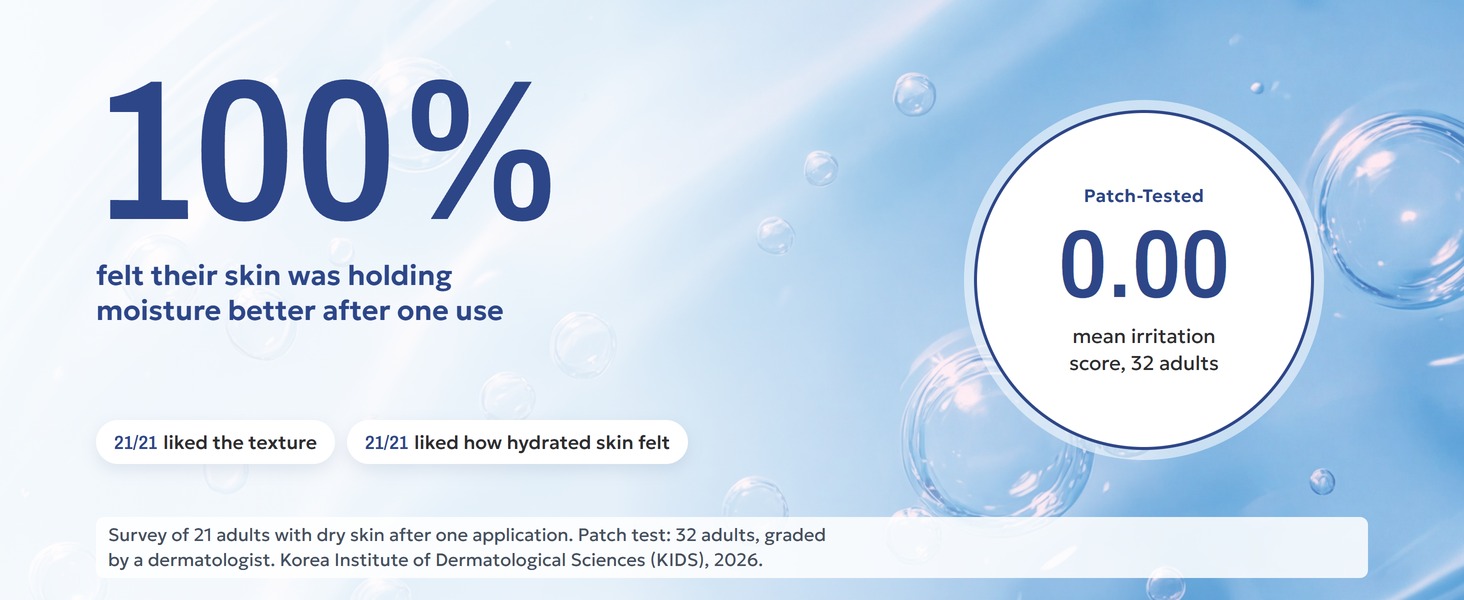 100%
felt their skin was holding
moisture better after one use
21/21 liked the texture
21/21 liked how hydrated skin felt
Patch-Tested
0.00
mean irritation
score, 32 adults
Survey of 21 adults with dry skin after one application. Patch test: 32 adults, graded
by a dermatologist. Korea Institute of Dermatological Sciences (KIDS), 2026.